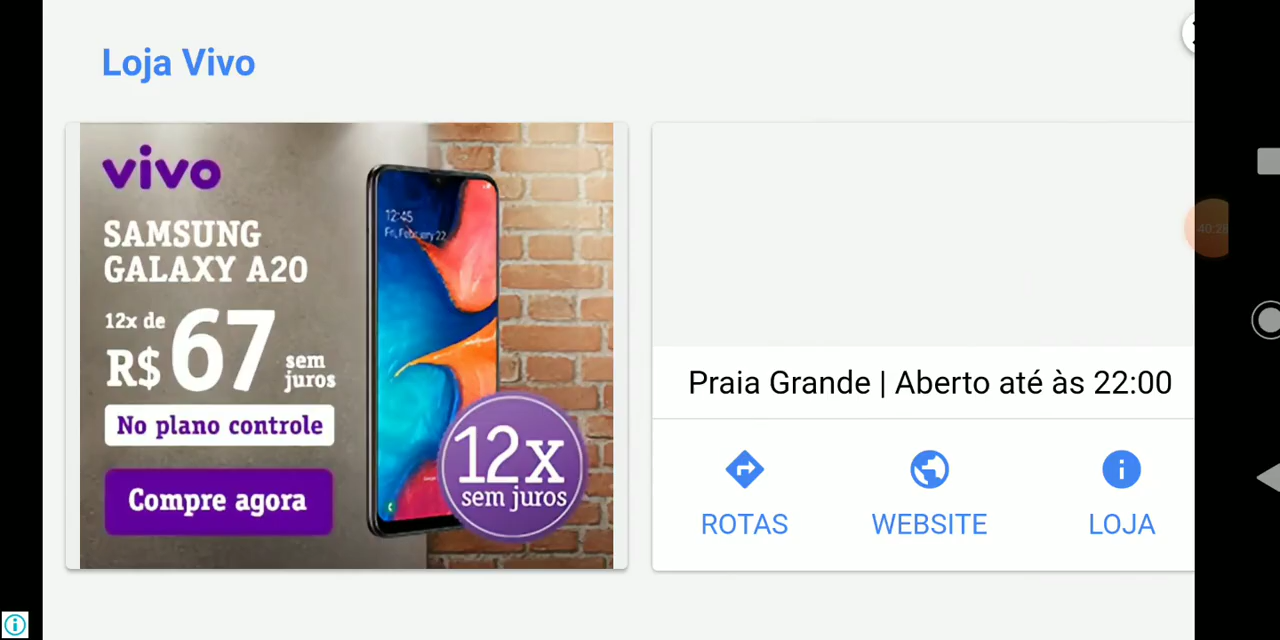 Loja Vivo
vivo
SAMSUNG
GALAXY A20
12x de
R$ 67 sem
juros
No plano controle
Compre agora
12:45
Fri, February 22
12x
sem juros
Praia Grande | Aberto até às 22:00
ROTAS
WEBSITE
LOJA